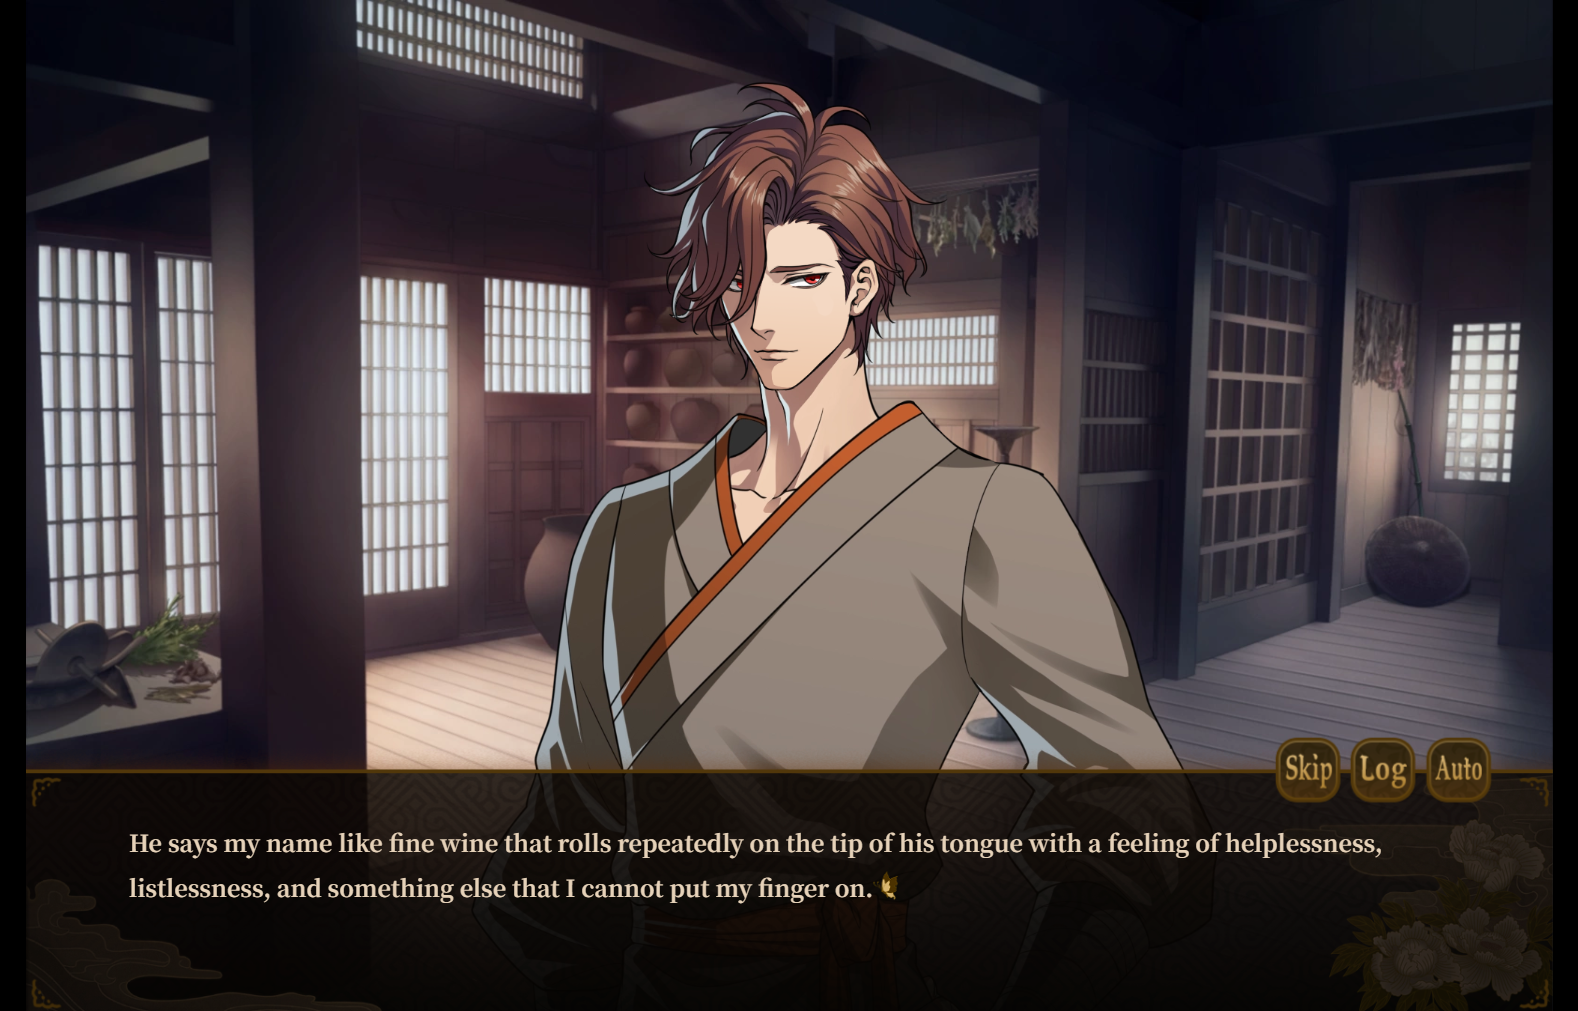 Skip Log Auto
He says my name like fine wine that rolls repeatedly on the tip of his tongue with a feeling of helplessness,
listlessness, and something else that I cannot put my finger on.